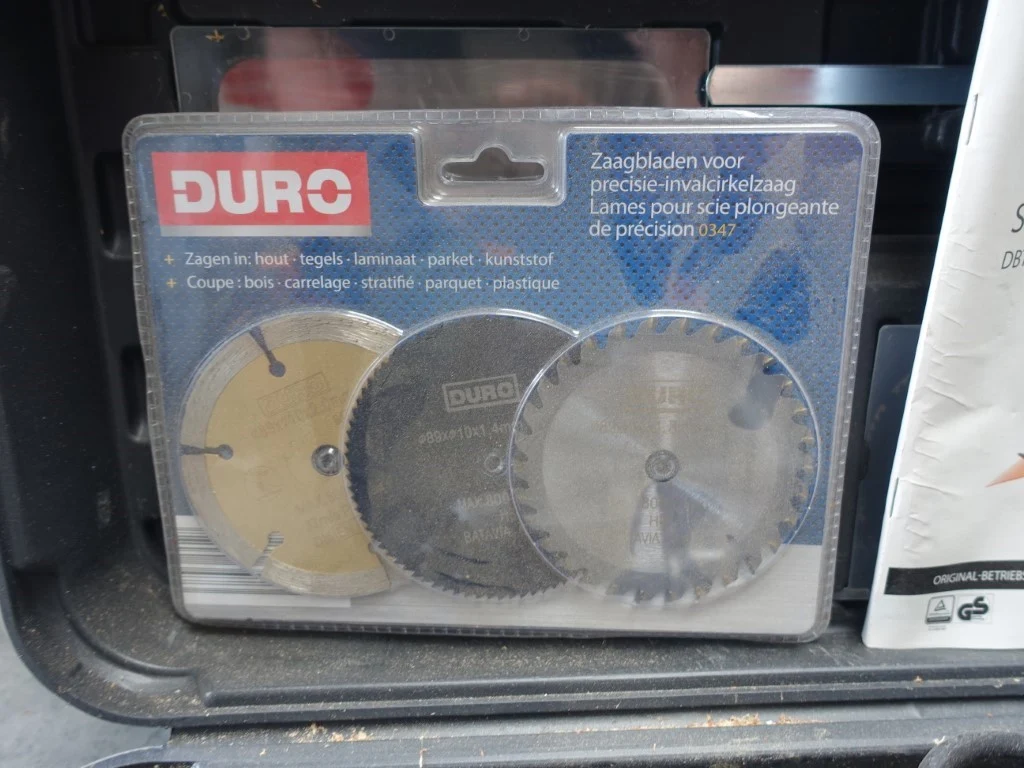 DURO
Zaagbladen voor
precisie-invalcirkelzaag
Lames pour scie plongeante
de précision 0347
+ Zagen in: hout · tegels · laminaat · parket · kunststof
+ Coupe : bois · carrelage · stratifié · parquet · plastique
DURO
ORIGINAL-BETRIEBS
GS